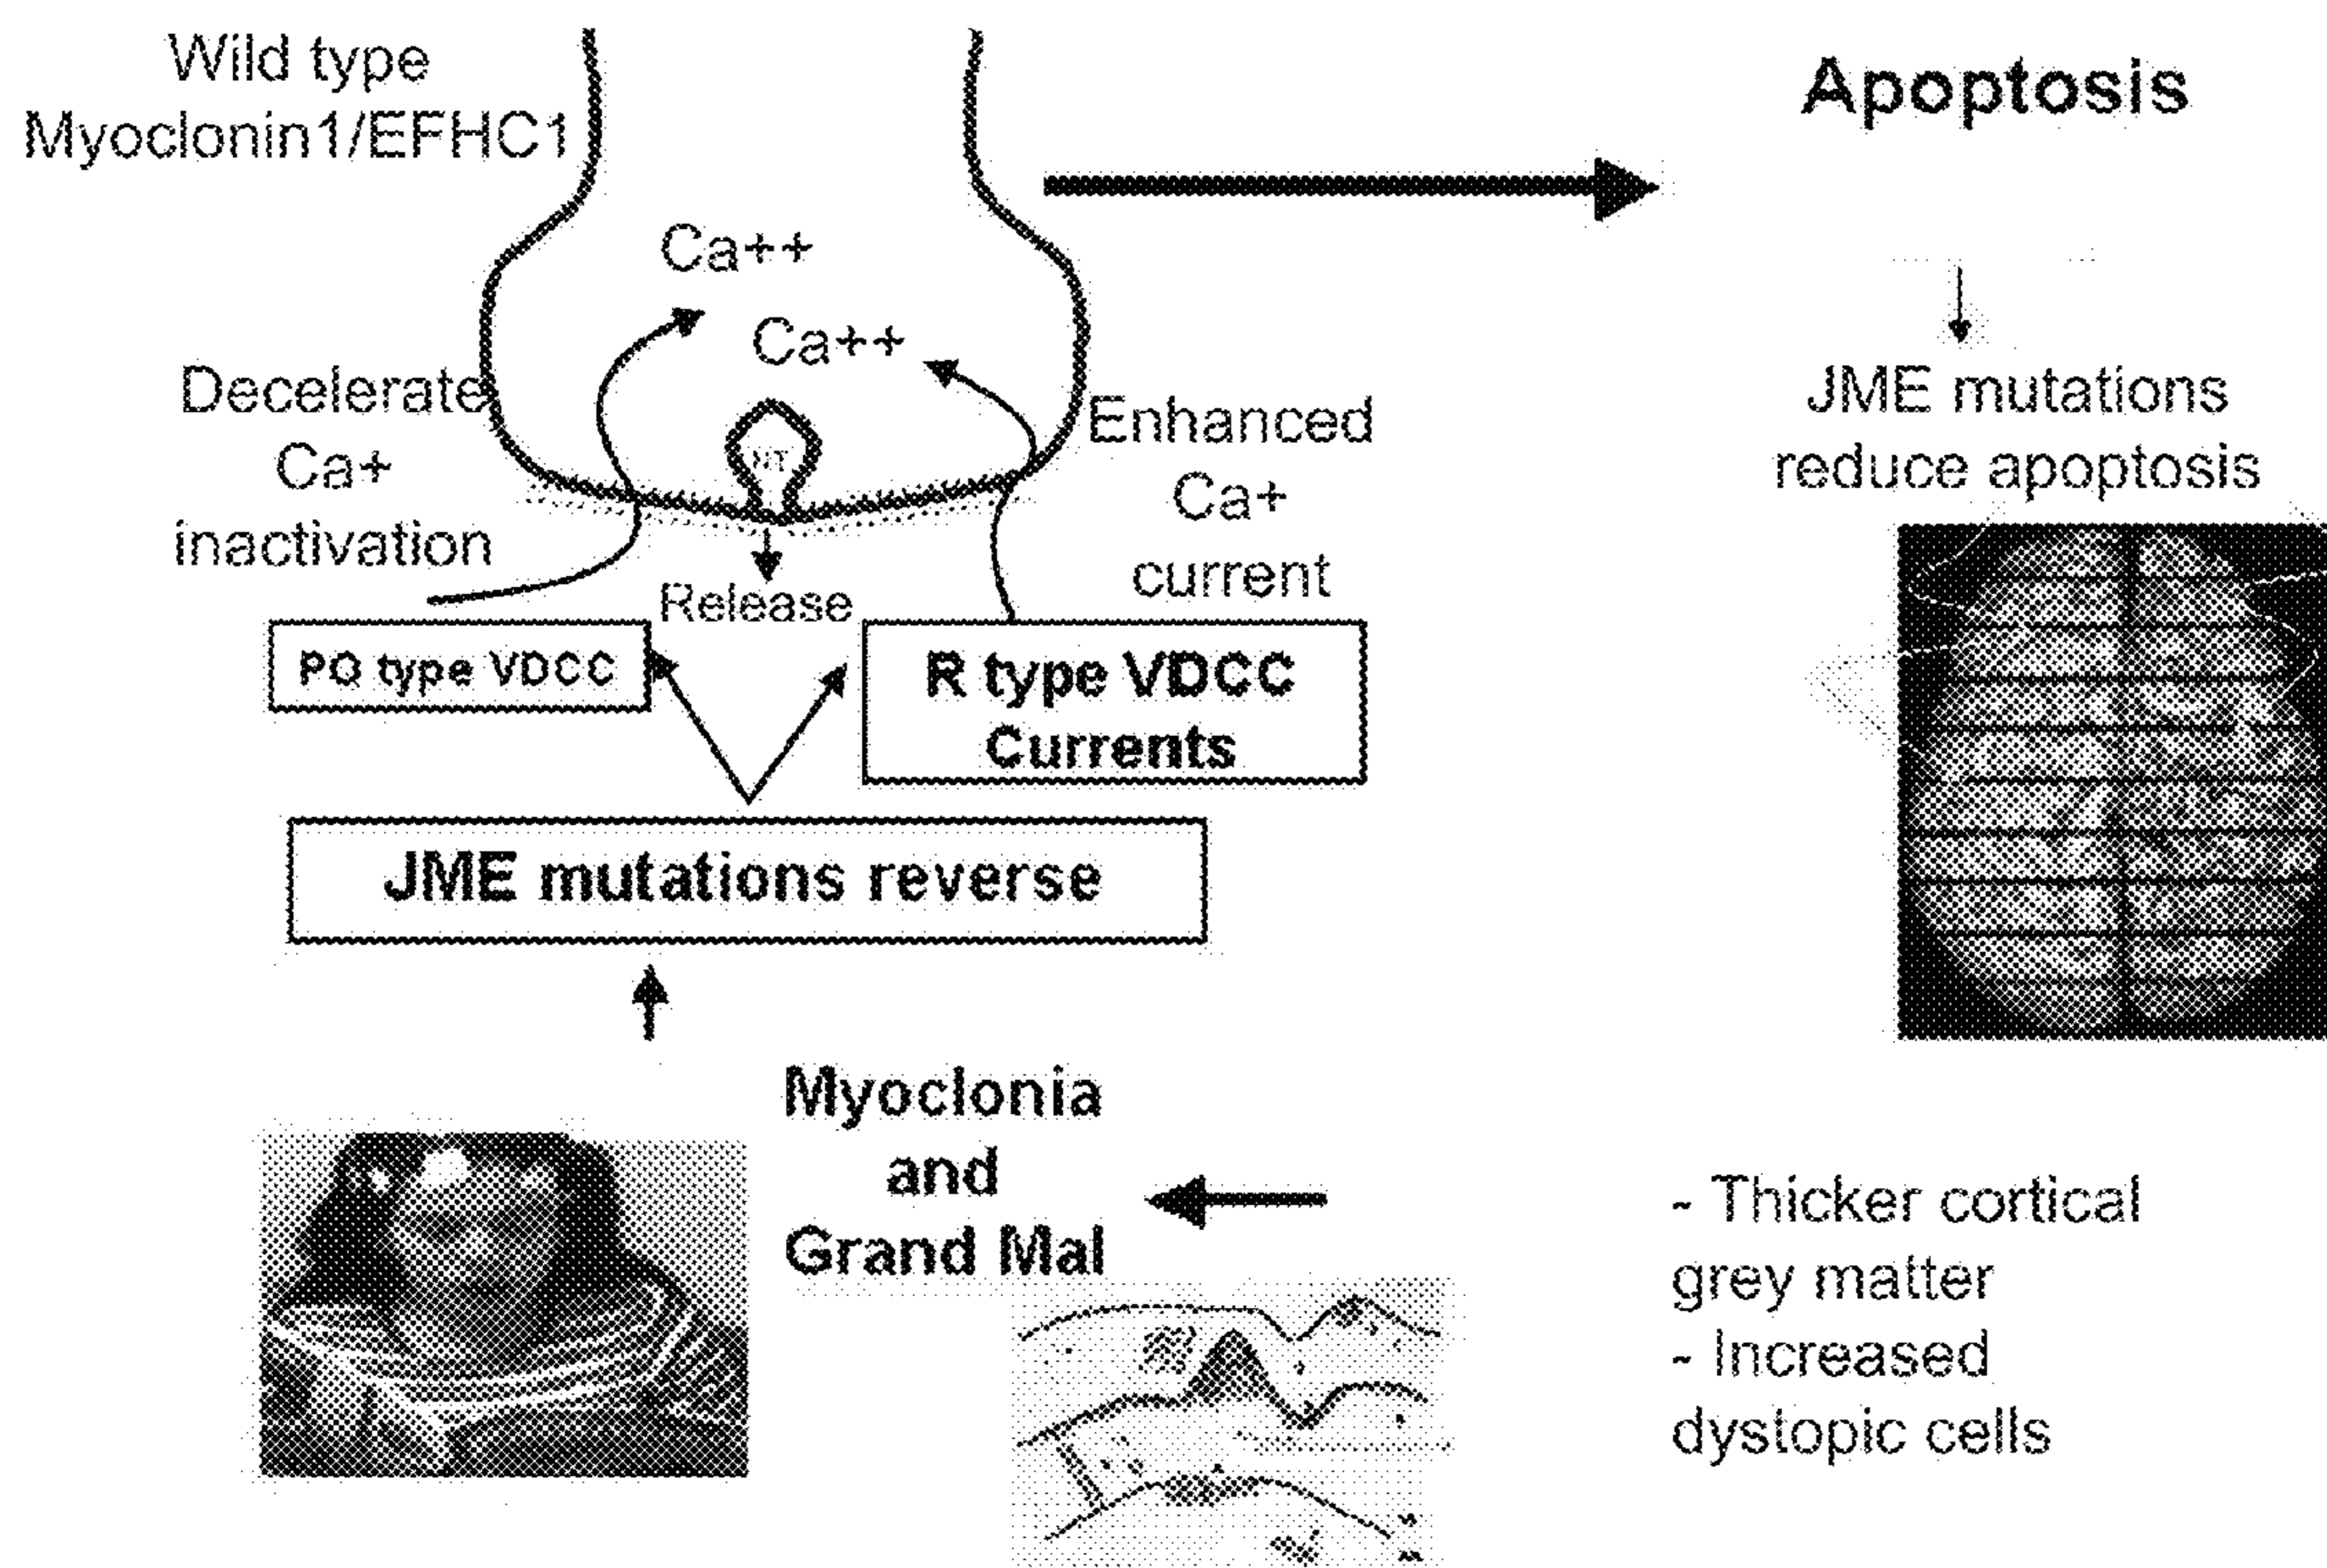 Wild type
Myoclonin1/EFHC1
Apoptosis
Ca++
Ca++
Decelerate
Ca+
inactivation
NT
Enhanced
Ca+
current
Release
PQ type VDCC
R type VDCC
Currents
JME mutations reverse
JME mutations
reduce apoptosis
Myoclonia
and
Grand Mal
- Thicker cortical
grey matter
- Increased
dystopic cells